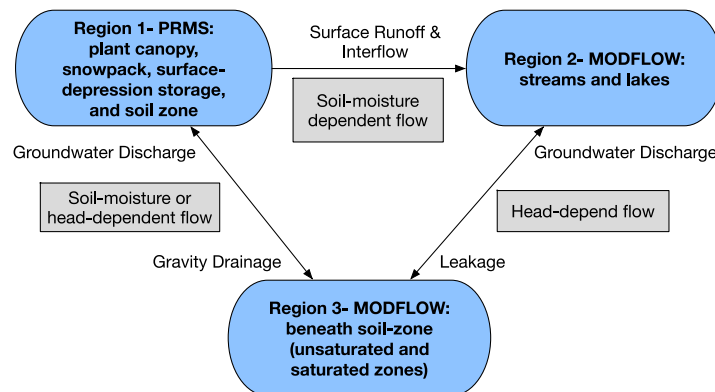 Region 1- PRMS:
plant canopy,
snowpack, surface-
depression storage,
and soil zone
Surface Runoff &
Interflow
Soil-moisture
dependent flow
Region 2- MODFLOW:
streams and lakes
Groundwater Discharge
Soil-moisture or
head-dependent flow
Gravity Drainage
Groundwater Discharge
Head-depend flow
Leakage
Region 3- MODFLOW:
beneath soil-zone
(unsaturated and
saturated zones)